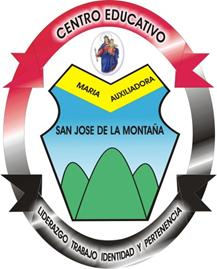 CENTRO EDUCATIVO
MARIA AUXILIADORA
SAN JOSE DE LA MONTAÑA
LIDERAZGO TRABAJO IDENTIDAD Y PERTENENCIA